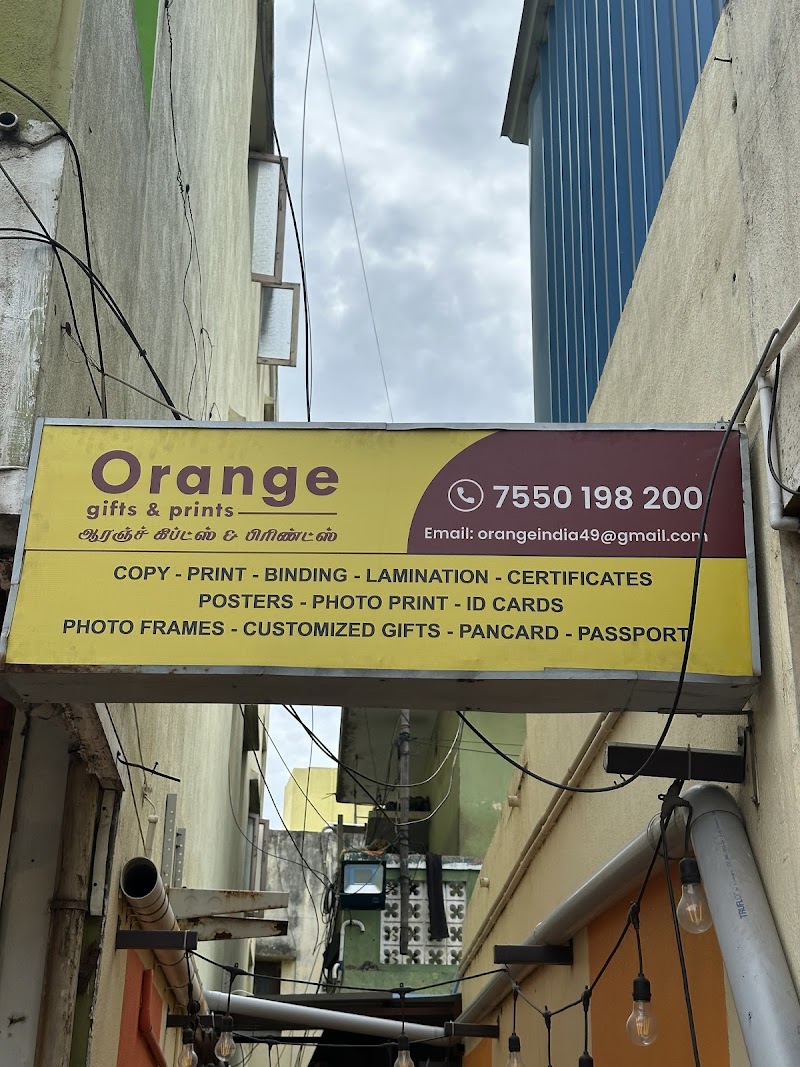 Orange
gifts & prints
ஆரஞ்ச் கிப்ட்ஸ் & பிரிண்ட்ஸ்
7550 198 200
Email: orangeindia49@gmail.com
COPY - PRINT - BINDING - LAMINATION - CERTIFICATES
POSTERS - PHOTO PRINT - ID CARDS
PHOTO FRAMES - CUSTOMIZED GIFTS - PANCARD - PASSPORT